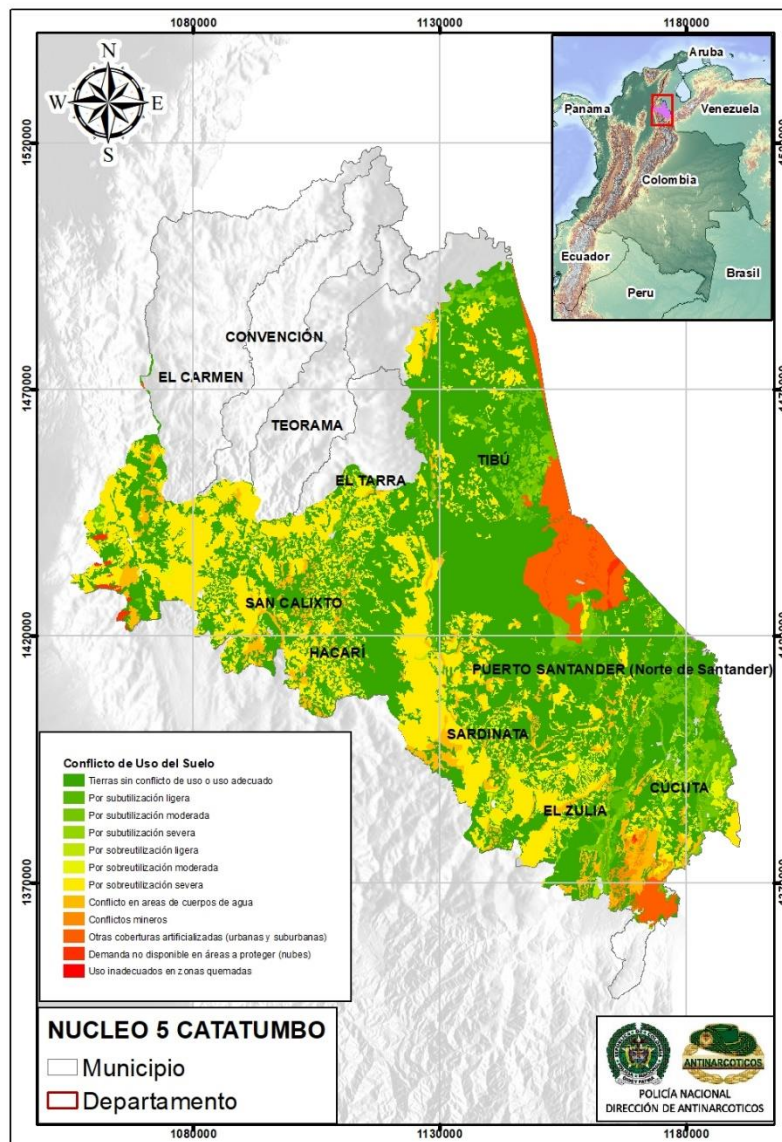 1080000 1130000 1180000
N
W E
S
Aruba
Panama
Venezuela
Colombia
Ecuador
Brasil
Peru
1520000
CONVENCIÓN
EL CARMEN
1470000 1470000
TEORAMA
TIBÚ
EL TARRA
SAN CALIXTO
1420000
HACARÍ
PUERTO SANTANDER (Norte de Santander)
SARDINATA
CÚCUTA
EL ZULIA
1370000 1370000
Conflicto de Uso del Suelo
Tierras sin conflicto de uso o uso adecuado
Por subutilización ligera
Por subutilización moderada
Por subutilización severa
Por sobreutilización ligera
Por sobreutilización moderada
Por sobreutilización severa
Conflicto en areas de cuerpos de agua
Conflictos mineros
Otras coberturas artificializadas (urbanas y suburbanas)
Demanda no disponible en áreas a proteger (nubes)
Uso inadecuados en zonas quemadas
NUCLEO 5 CATATUMBO
Municipio
Departamento
ANTINARCOTICOS
POLICÍA NACIONAL
DIRECCIÓN DE ANTINARCOTICOS
1080000 1130000 1180000